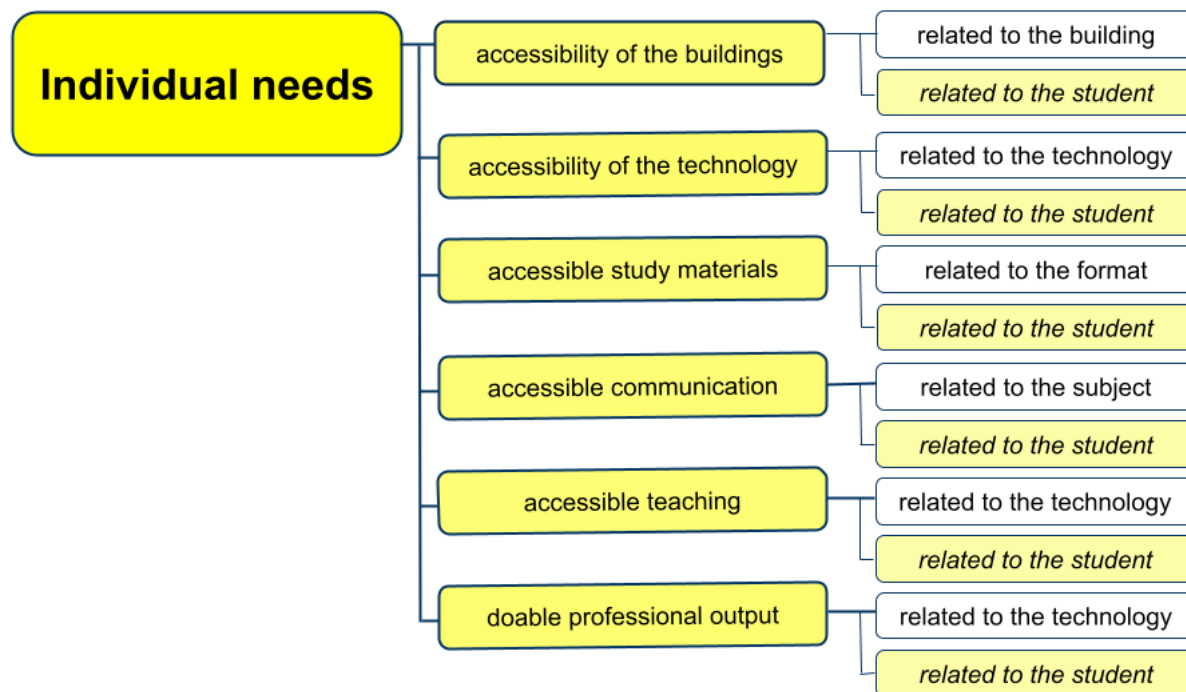 Individual needs
accessibility of the buildings
related to the building
related to the student
accessibility of the technology
related to the technology
related to the student
accessible study materials
related to the format
related to the student
accessible communication
related to the subject
related to the student
accessible teaching
related to the technology
related to the student
doable professional output
related to the technology
related to the student